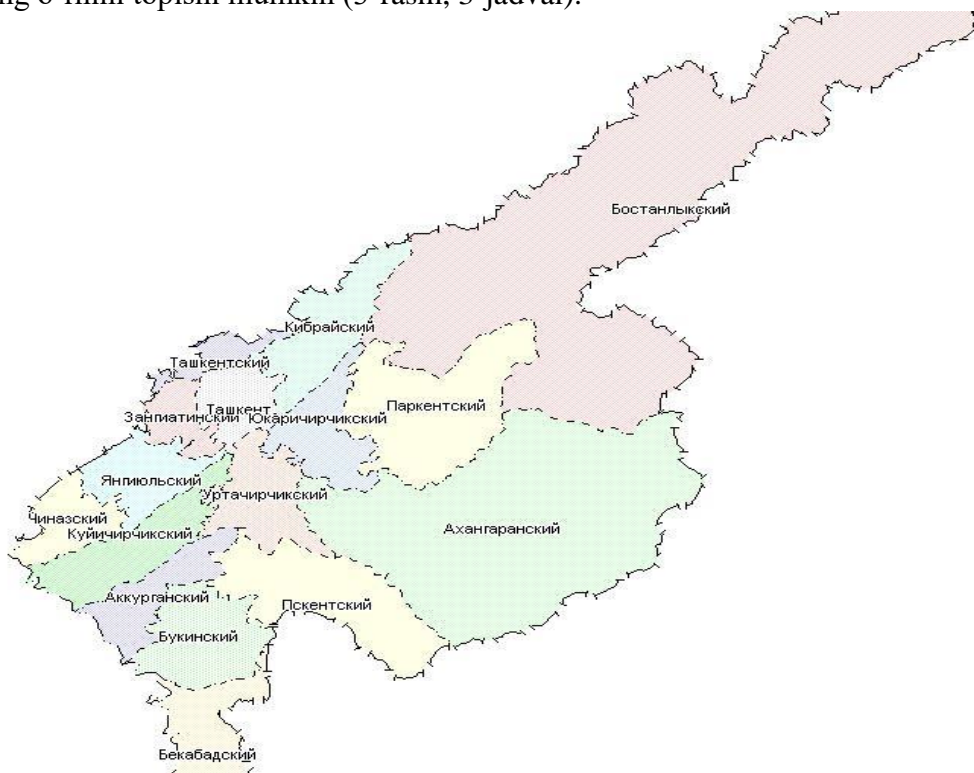 o'rnini topish mumkin (3-rasm, 3-jadval).
Бостанлыкский
Кибрайский
Ташкентский
Паркентский
Зангиатинский
Ташкент
Юкаричирчикский
Янгиюльский
Уртачирчикский
Чиназский
Куйичирчикский
Ахангаранский
Аккурганский
Пскентский
Букинский
Бекабадский